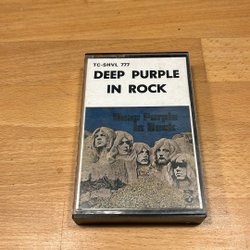 TC-SHVL 777
DEEP PURPLE
IN ROCK
Deep Purple
In Rock